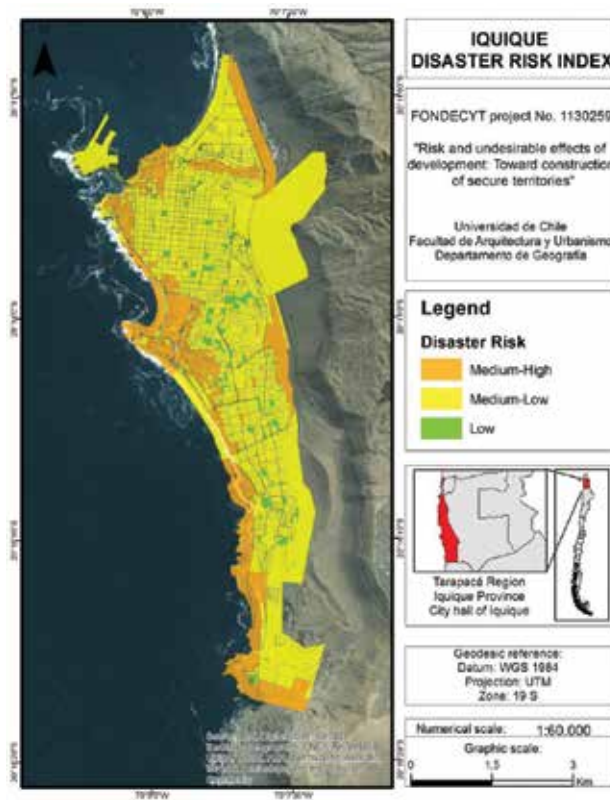 IQUIQUE
DISASTER RISK INDEX
FONDECYT project No. 1130259
"Risk and undesirable effects of
development: Toward construction
of secure territories"
Universidad de Chile
Facultad de Arquitectura y Urbanismo
Departamento de Geografía
Legend
Disaster Risk
Medium-High
Medium-Low
Low
Tarapacá Region
Iquique Province
City hall of Iquique
Geodesic reference:
Datum: WGS 1984
Projection: UTM
Zone: 19 S
Numerical scale: 1:60.000
Graphic scale:
0 1,5 3
Km